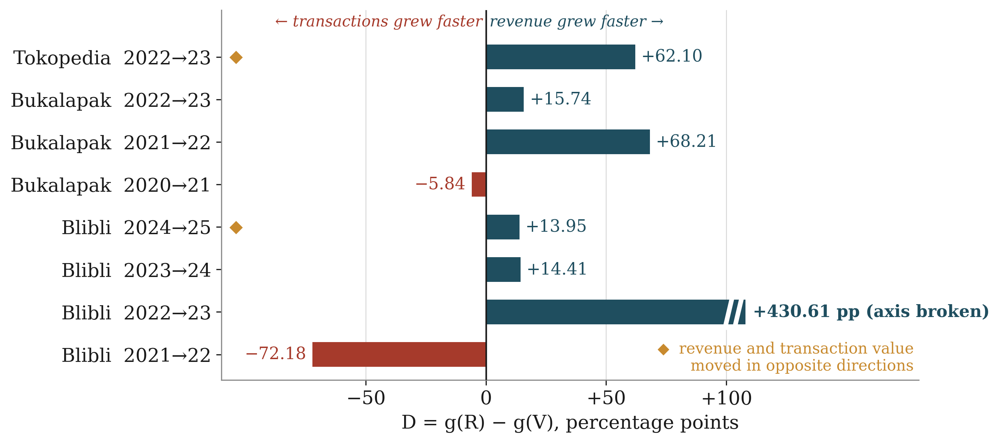 ← transactions grew faster revenue grew faster →
Tokopedia 2022→23 +62.10
Bukalapak 2022→23 +15.74
Bukalapak 2021→22 +68.21
Bukalapak 2020→21 −5.84
Blibli 2024→25 +13.95
Blibli 2023→24 +14.41
Blibli 2022→23 +430.61 pp (axis broken)
Blibli 2021→22 −72.18
◆ revenue and transaction value
moved in opposite directions
−50 0 +50 +100
D = g(R) − g(V), percentage points